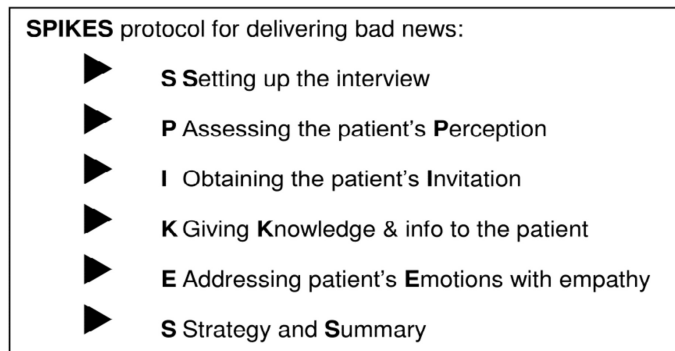 SPIKES protocol for delivering bad news:
S Setting up the interview
P Assessing the patient's Perception
I Obtaining the patient's Invitation
K Giving Knowledge & info to the patient
E Addressing patient's Emotions with empathy
S Strategy and Summary